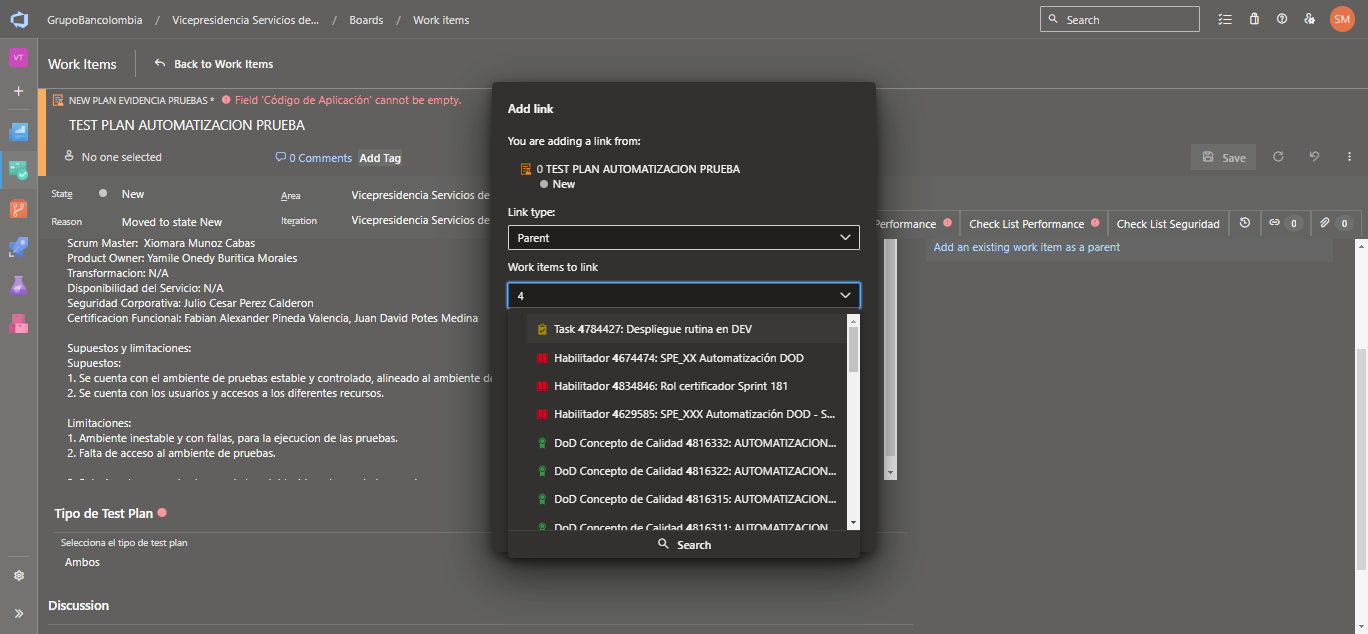 GrupoBancolombia / Vicepresidencia Servicios de... / Boards / Work items
Search
SM
VT
Work Items
Back to Work Items
NEW PLAN EVIDENCIA PRUEBAS * Field 'Código de Aplicación' cannot be empty.
TEST PLAN AUTOMATIZACION PRUEBA
No one selected
0 Comments
Add Tag
Save
State
New
Area
Vicepresidencia Servicios de
Reason
Moved to state New
Iteration
Vicepresidencia Servicios de
Performance
Check List Performance
Check List Seguridad
0
0
Scrum Master: Xiomara Munoz Cabas
Product Owner: Yamile Onedy Buritica Morales
Transformacion: N/A
Disponibilidad del Servicio: N/A
Seguridad Corporativa: Julio Cesar Perez Calderon
Certificacion Funcional: Fabian Alexander Pineda Valencia, Juan David Potes Medina
Supuestos y limitaciones:
Supuestos:
1. Se cuenta con el ambiente de pruebas estable y controlado, alineado al ambiente de
2. Se cuenta con los usuarios y accesos a los diferentes recursos.
Limitaciones:
1. Ambiente inestable y con fallas, para la ejecucion de las pruebas.
2. Falta de acceso al ambiente de pruebas.
Tipo de Test Plan
Selecciona el tipo de test plan
Ambos
Discussion
Add an existing work item as a parent
Add link
You are adding a link from:
0 TEST PLAN AUTOMATIZACION PRUEBA
New
Link type:
Parent
Work items to link
4
Task 4784427: Despliegue rutina en DEV
Habilitador 4674474: SPE_XX Automatización DOD
Habilitador 4834846: Rol certificador Sprint 181
Habilitador 4629585: SPE_XXX Automatización DOD - S...
DoD Concepto de Calidad 4816332: AUTOMATIZACION...
DoD Concepto de Calidad 4816322: AUTOMATIZACION...
DoD Concepto de Calidad 4816315: AUTOMATIZACION...
DoD Concepto de Calidad 4816311: AUTOMATIZACION
Search